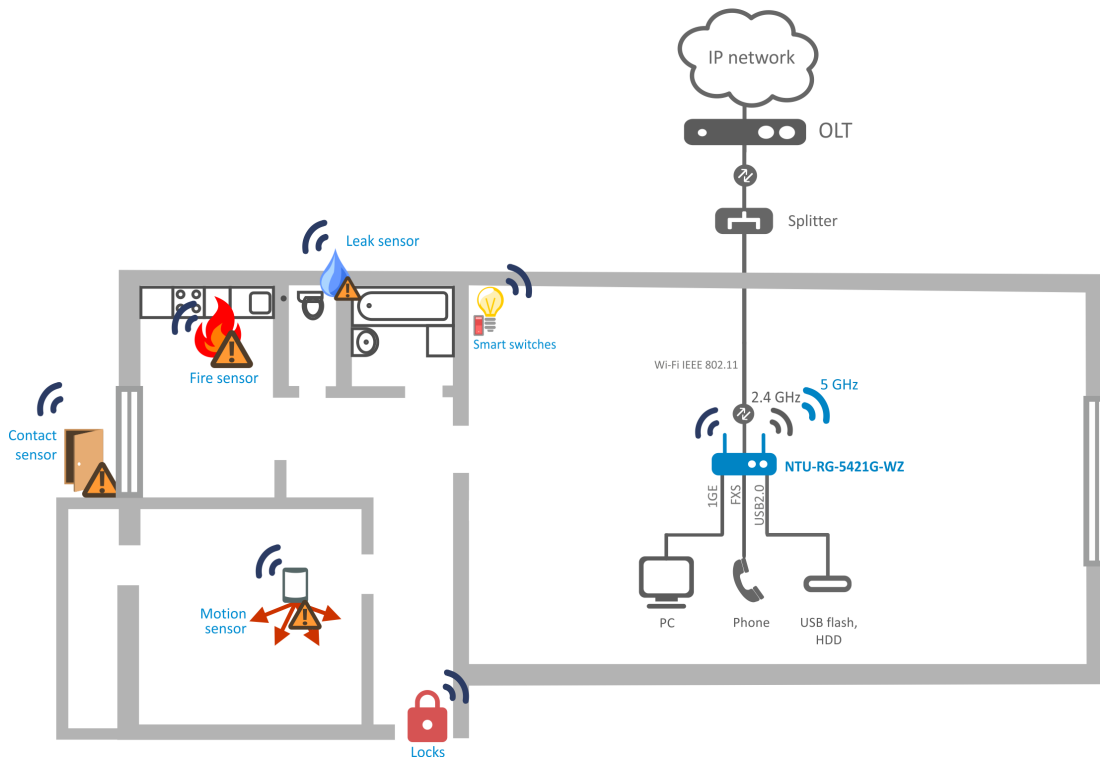 IP network
OLT
Splitter
Leak sensor
Smart switches
Fire sensor
Wi-Fi IEEE 802.11
2.4 GHz
5 GHz
Contact
sensor
NTU-RG-5421G-WZ
1GE
FXS
USB2.0
Motion
sensor
PC
Phone
USB flash,
HDD
Locks